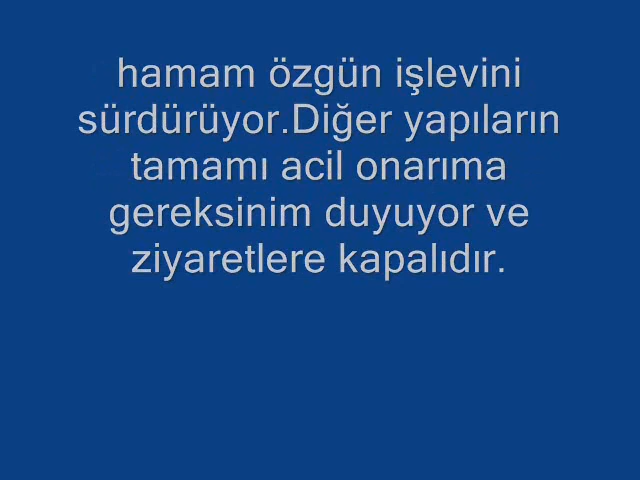 hamam özgün işlevini
sürdürüyor.Diğer yapıların
tamamı acil onarıma
gereksinim duyuyor ve
ziyaretlere kapalıdır.